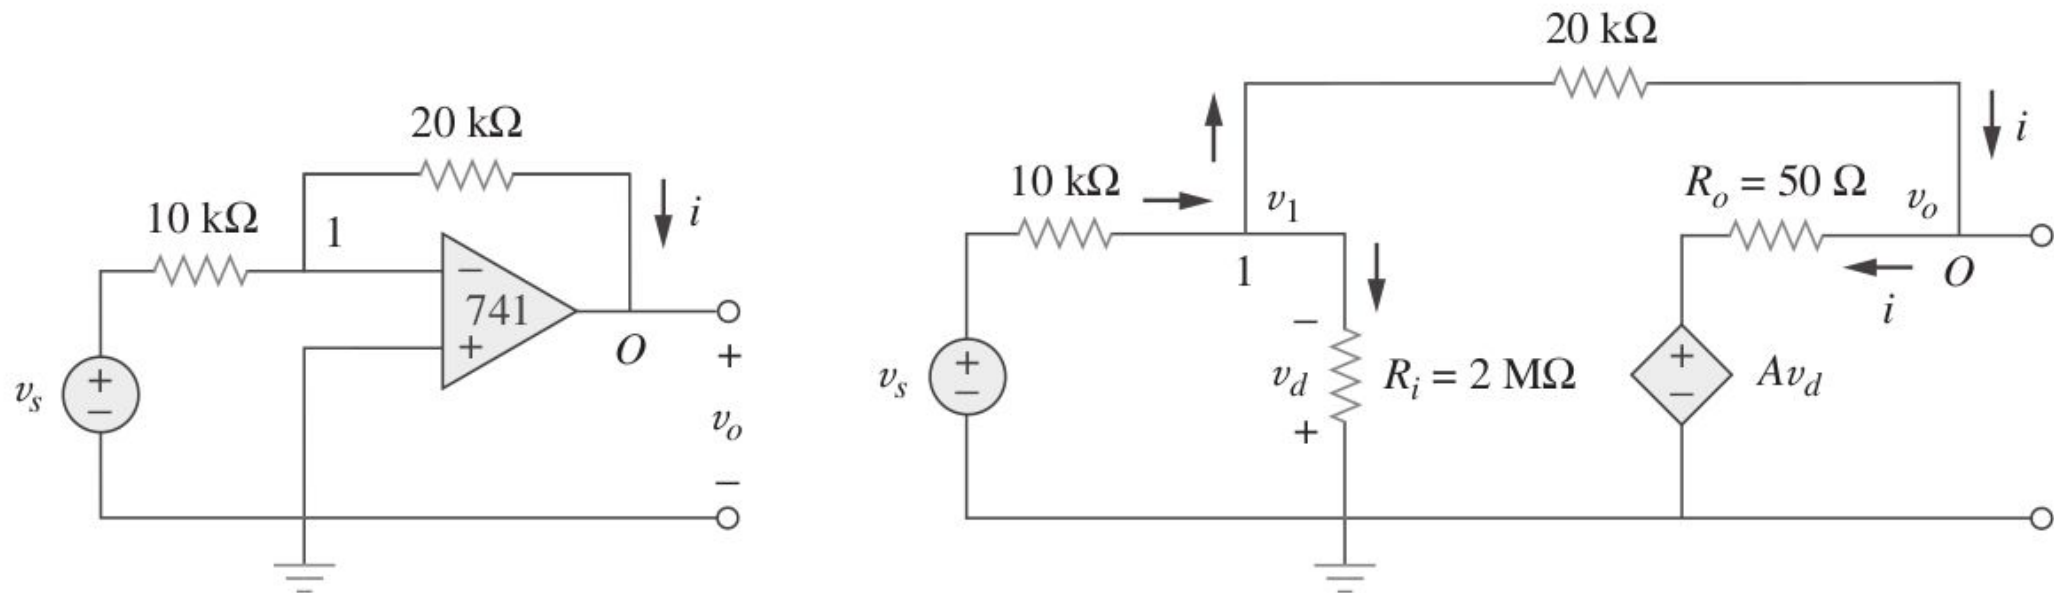 20 kΩ
10 kΩ
1
i
−
741
+
O
+
v_o
−
+
−
v_s
20 kΩ
i
10 kΩ
v_1
1
R_o = 50 Ω
v_o
O
i
−
v_d
+
R_i = 2 MΩ
+
−
v_s
+
−
Av_d